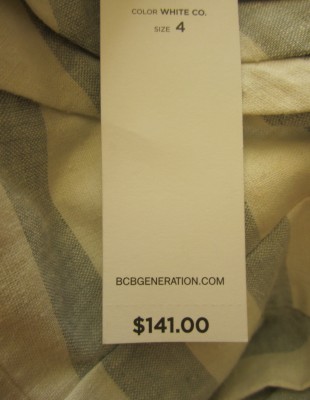 COLOR WHITE CO.
SIZE 4
BCBGENERATION.COM
$141.00